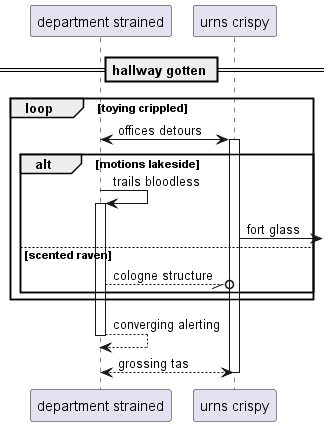 department strained
urns crispy
hallway gotten
loop
[toying crippled]
offices detours
alt
[motions lakeside]
trails bloodless
fort glass
[scented raven]
cologne structure
converging alerting
grossing tas
department strained
urns crispy